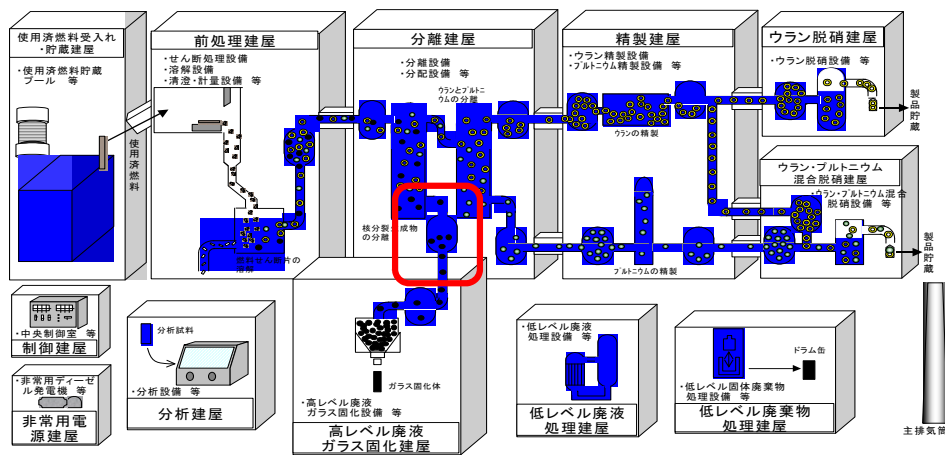 使用済燃料受入れ
・貯蔵建屋
・使用済燃料貯蔵
プール 等
使用済燃料
前処理建屋
・せん断処理設備
・溶解設備
・清澄・計量設備 等
燃料せん断片の
溶解
分離建屋
・分離設備
・分配設備 等
ウランとプルトニ
ウムの分離
核分裂生成物
の分離
精製建屋
・ウラン精製設備
・プルトニウム精製設備 等
ウランの精製
プルトニウムの精製
ウラン脱硝建屋
・ウラン脱硝設備 等
製品貯蔵
ウラン・プルトニウム
混合脱硝建屋
・ウラン・プルトニウム混合
脱硝設備 等
製品貯蔵
・中央制御室 等
制御建屋
・非常用ディーゼ
ル発電機 等
非常用電
源建屋
分析試料
・分析設備 等
分析建屋
ガラス固化体
・高レベル廃液
ガラス固化設備 等
高レベル廃液
ガラス固化建屋
・低レベル廃液
処理設備 等
低レベル廃液
処理建屋
ドラム缶
・低レベル固体廃棄物
処理設備 等
低レベル廃棄物
処理建屋
主排気筒